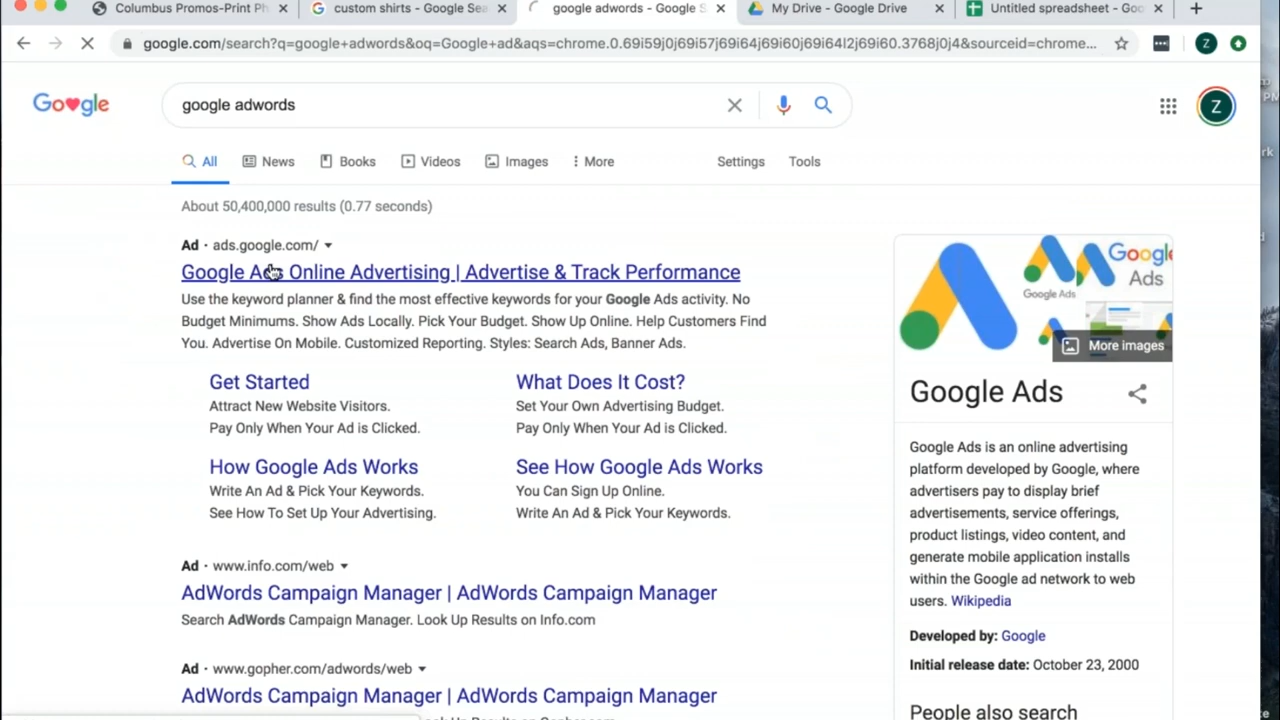 Columbus Promos-Print Ph
custom shirts - Google Sea
google adwords - Google S
My Drive - Google Drive
Untitled spreadsheet - Goo
google.com/search?q=google+adwords&oq=Google+ad&aqs=chrome.0.69i59j0j69i57j69i64j69i60j69i64l2j69i60.3768j0j4&sourceid=chrome...
Z
Google
google adwords
Z
All
News
Books
Videos
Images
More
Settings
Tools
About 50,400,000 results (0.77 seconds)
Ad · ads.google.com/
Google Ads Online Advertising | Advertise & Track Performance
Use the keyword planner & find the most effective keywords for your Google Ads activity. No
Budget Minimums. Show Ads Locally. Pick Your Budget. Show Up Online. Help Customers Find
You. Advertise On Mobile. Customized Reporting. Styles: Search Ads, Banner Ads.
Get Started
Attract New Website Visitors.
Pay Only When Your Ad is Clicked.
What Does It Cost?
Set Your Own Advertising Budget.
Pay Only When Your Ad is Clicked.
How Google Ads Works
Write An Ad & Pick Your Keywords.
See How To Set Up Your Advertising.
See How Google Ads Works
You Can Sign Up Online.
Write An Ad & Pick Your Keywords.
Ad · www.info.com/web
AdWords Campaign Manager | AdWords Campaign Manager
Search AdWords Campaign Manager. Look Up Results on Info.com
Ad · www.gopher.com/adwords/web
AdWords Campaign Manager | AdWords Campaign Manager
Google
Ads
Google Ads
More images
Google Ads
Google Ads is an online advertising
platform developed by Google, where
advertisers pay to display brief
advertisements, service offerings,
product listings, video content, and
generate mobile application installs
within the Google ad network to web
users. Wikipedia
Developed by: Google
Initial release date: October 23, 2000
People also search